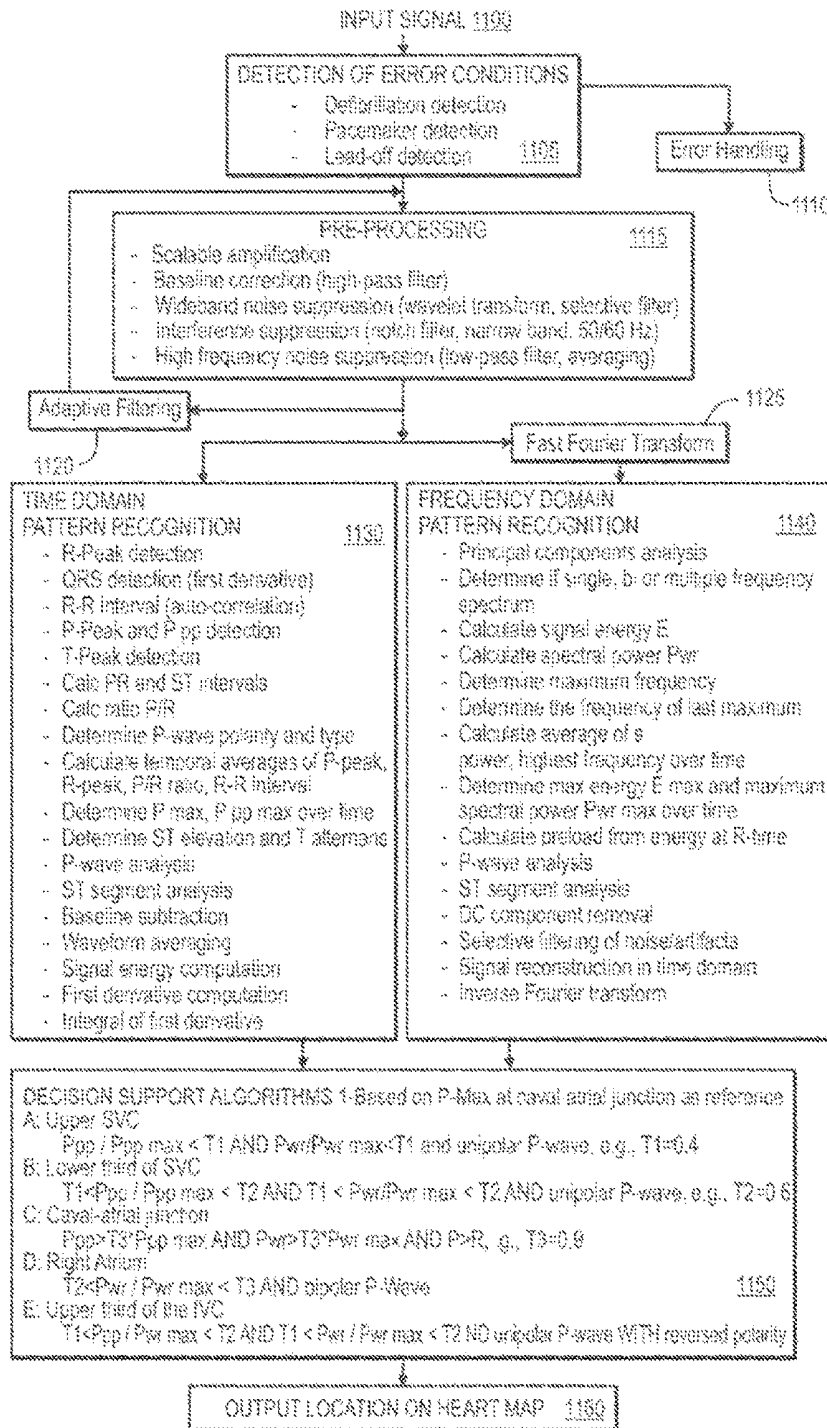 INPUT SIGNAL 1100
DETECTION OF ERROR CONDITIONS
- Defibrillation detection
- Pacemaker detection
- Lead-off detection 1105
Error Handling
1110
PRE-PROCESSING 1115
- Scalable amplification
- Baseline correction (high-pass filter)
- Wideband noise suppression (wavelet transform, selective filter)
- Interference suppression (notch filter, narrow band, 50/60 Hz)
- High frequency noise suppression (low-pass filter, averaging)
Adaptive Filtering
1120
1125
Fast Fourier Transform
TIME DOMAIN
PATTERN RECOGNITION 1130
- R-Peak detection
- QRS detection (first derivative)
- R-R interval (auto-correlation)
- P-Peak and P pp detection
- T-Peak detection
- Calc PR and ST intervals
- Calc ratio P/R
- Determine P-wave polarity and type
- Calculate temporal averages of P-peak,
R-peak, P/R ratio, R-R interval
- Determine P max, P pp max over time
- Determine ST elevation and T alternans
- P-wave analysis
- ST segment analysis
- Baseline subtraction
- Waveform averaging
- Signal energy computation
- First derivative computation
- Integral of first derivative
FREQUENCY DOMAIN
PATTERN RECOGNITION 1140
- Principal components analysis
- Determine if single, bi or multiple frequency
spectrum
- Calculate signal energy E
- Calculate spectral power Pwr
- Determine maximum frequency
- Determine the frequency of last maximum
- Calculate average of s
power, highest frequency over time
- Determine max energy E max and maximum
spectral power Pwr max over time
- Calculate preload from energy at R-time
- P-wave analysis
- ST segment analysis
- DC component removal
- Selective filtering of noise/artifacts
- Signal reconstruction in time domain
- Inverse Fourier transform
DECISION SUPPORT ALGORITHMS 1-Based on P-Max at caval atrial junction as reference
A: Upper SVC
Ppp / Ppp max < T1 AND Pwr/Pwr max<T1 and unipolar P-wave, e.g., T1=0.4
B: Lower third of SVC
T1<Ppp / Ppp max < T2 AND T1 < Pwr/Pwr max < T2 AND unipolar P-wave, e.g., T2=0 6
C: Caval-atrial junction
Ppp>T3*Ppp max AND Pwr>T3*Pwr max AND P>R, .g., T3=0.9
D: Right Atrium
T2<Pwr / Pwr max < T3 AND bipolar P-Wave 1150
E: Upper third of the IVC
T1<Ppp / Pwr max < T2 AND T1 < Pwr / Pwr max < T2 ND unipolar P-wave WITH reversed polarity
OUTPUT LOCATION ON HEART MAP 1160